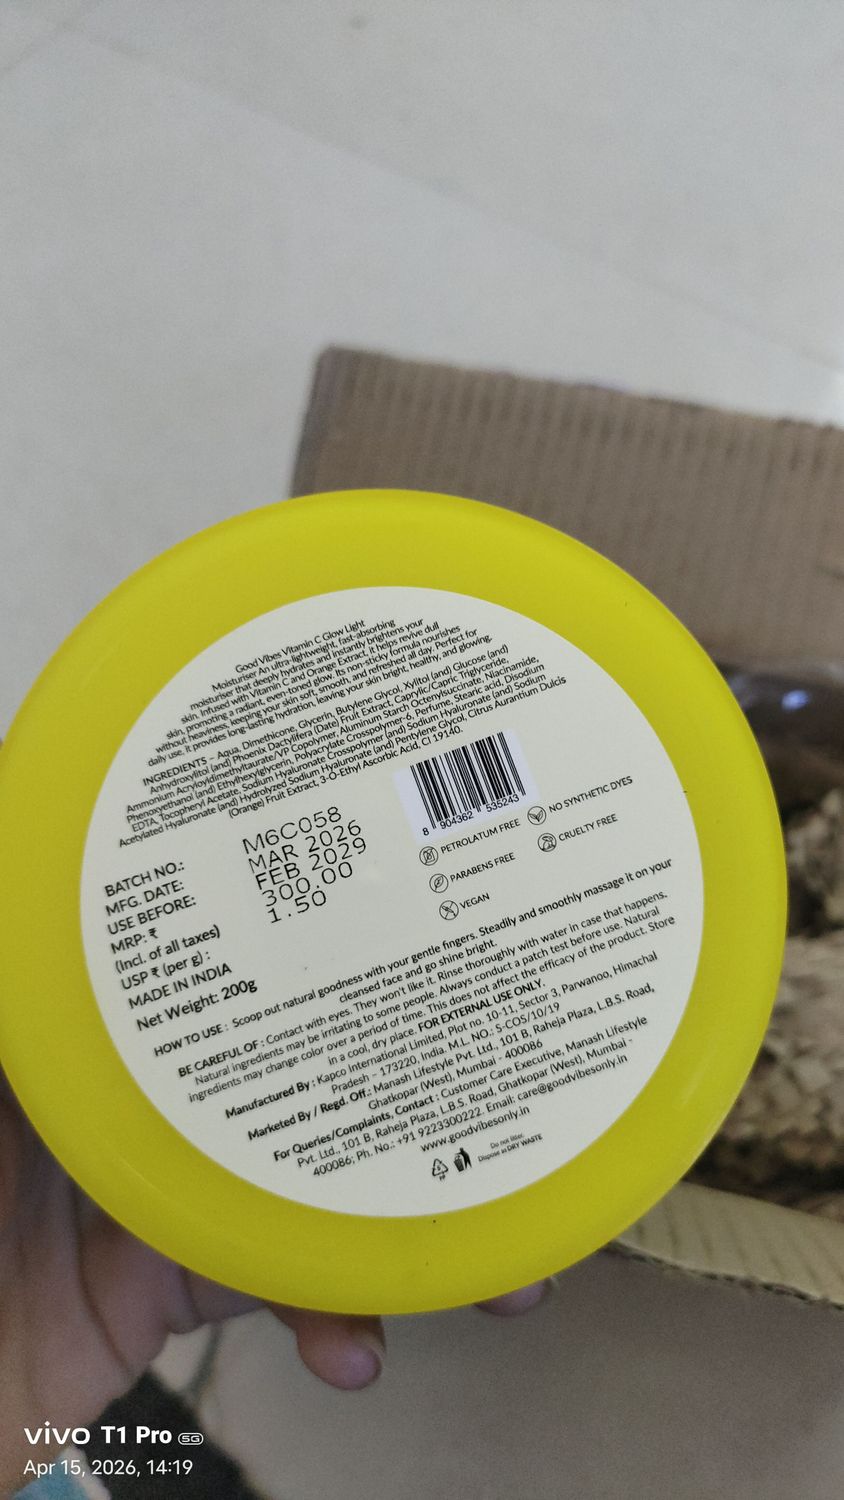 Good Vibes Vitamin C Glow Light
Moisturiser An ultra-lightweight, fast-absorbing
moisturiser that deeply hydrates and instantly brightens your
skin. Infused with Vitamin C and Orange Extract, it helps revive dull
skin, promoting a radiant, even-toned glow. Its non-sticky formula nourishes
without heaviness, keeping your skin soft, smooth, and refreshed all day. Perfect for
daily use, it provides long-lasting hydration, leaving your skin bright, healthy, and glowing.
INGREDIENTS – Aqua, Dimethicone, Glycerin, Butylene Glycol, Xylitol (and) Glucose (and)
Anhydroxylitol (and) Phoenix Dactylifera (Date) Fruit Extract, Caprylic/Capric Triglyceride,
Ammonium Acryloyldimethyltaurate/VP Copolymer, Aluminum Starch Octenylsuccinate, Niacinamide,
Phenoxyethanol (and) Ethylhexylglycerin, Polyacrylate Crosspolymer-6, Perfume, Stearic acid, Disodium
EDTA, Tocopheryl Acetate, Sodium Hyaluronate Crosspolymer (and) Sodium Hyaluronate (and) Sodium
Acetylated Hyaluronate (and) Hydrolyzed Sodium Hyaluronate (and) Pentylene Glycol, Citrus Aurantium Dulcis
(Orange) Fruit Extract, 3-O-Ethyl Ascorbic Acid, CI 19140.
8 904362 535243
BATCH NO.: M6C058
MFG. DATE: MAR 2026
USE BEFORE: FEB 2029
MRP: ₹ 300.00
(Incl. of all taxes)
USP ₹ (per g) : 1.50
MADE IN INDIA
Net Weight: 200g
PETROLATUM FREE
NO SYNTHETIC DYES
PARABENS FREE
CRUELTY FREE
VEGAN
HOW TO USE : Scoop out natural goodness with your gentle fingers. Steadily and smoothly massage it on your
cleansed face and go shine bright.
BE CAREFUL OF : Contact with eyes. They won't like it. Rinse thoroughly with water in case that happens.
Natural ingredients may be irritating to some people. Always conduct a patch test before use. Natural
ingredients may change color over a period of time. This does not affect the efficacy of the product. Store
in a cool, dry place. FOR EXTERNAL USE ONLY.
Manufactured By : Kapco International Limited, Plot no. 10-11, Sector 3, Parwanoo, Himachal
Pradesh – 173220, India. M.L. NO.: S-COS/10/19
Marketed By / Regd. Off.: Manash Lifestyle Pvt. Ltd., 101 B, Raheja Plaza, L.B.S. Road,
Ghatkopar (West), Mumbai - 400086
For Queries/Complaints, Contact : Customer Care Executive, Manash Lifestyle
Pvt. Ltd., 101 B, Raheja Plaza, L.B.S. Road, Ghatkopar (West), Mumbai -
400086; Ph. No.: +91 9223300222. Email: care@goodvibesonly.in
www.goodvibesonly.in
Do not litter.
Dispose as DRY WASTE
5
PP
vivo T1 Pro 5G
Apr 15, 2026, 14:19